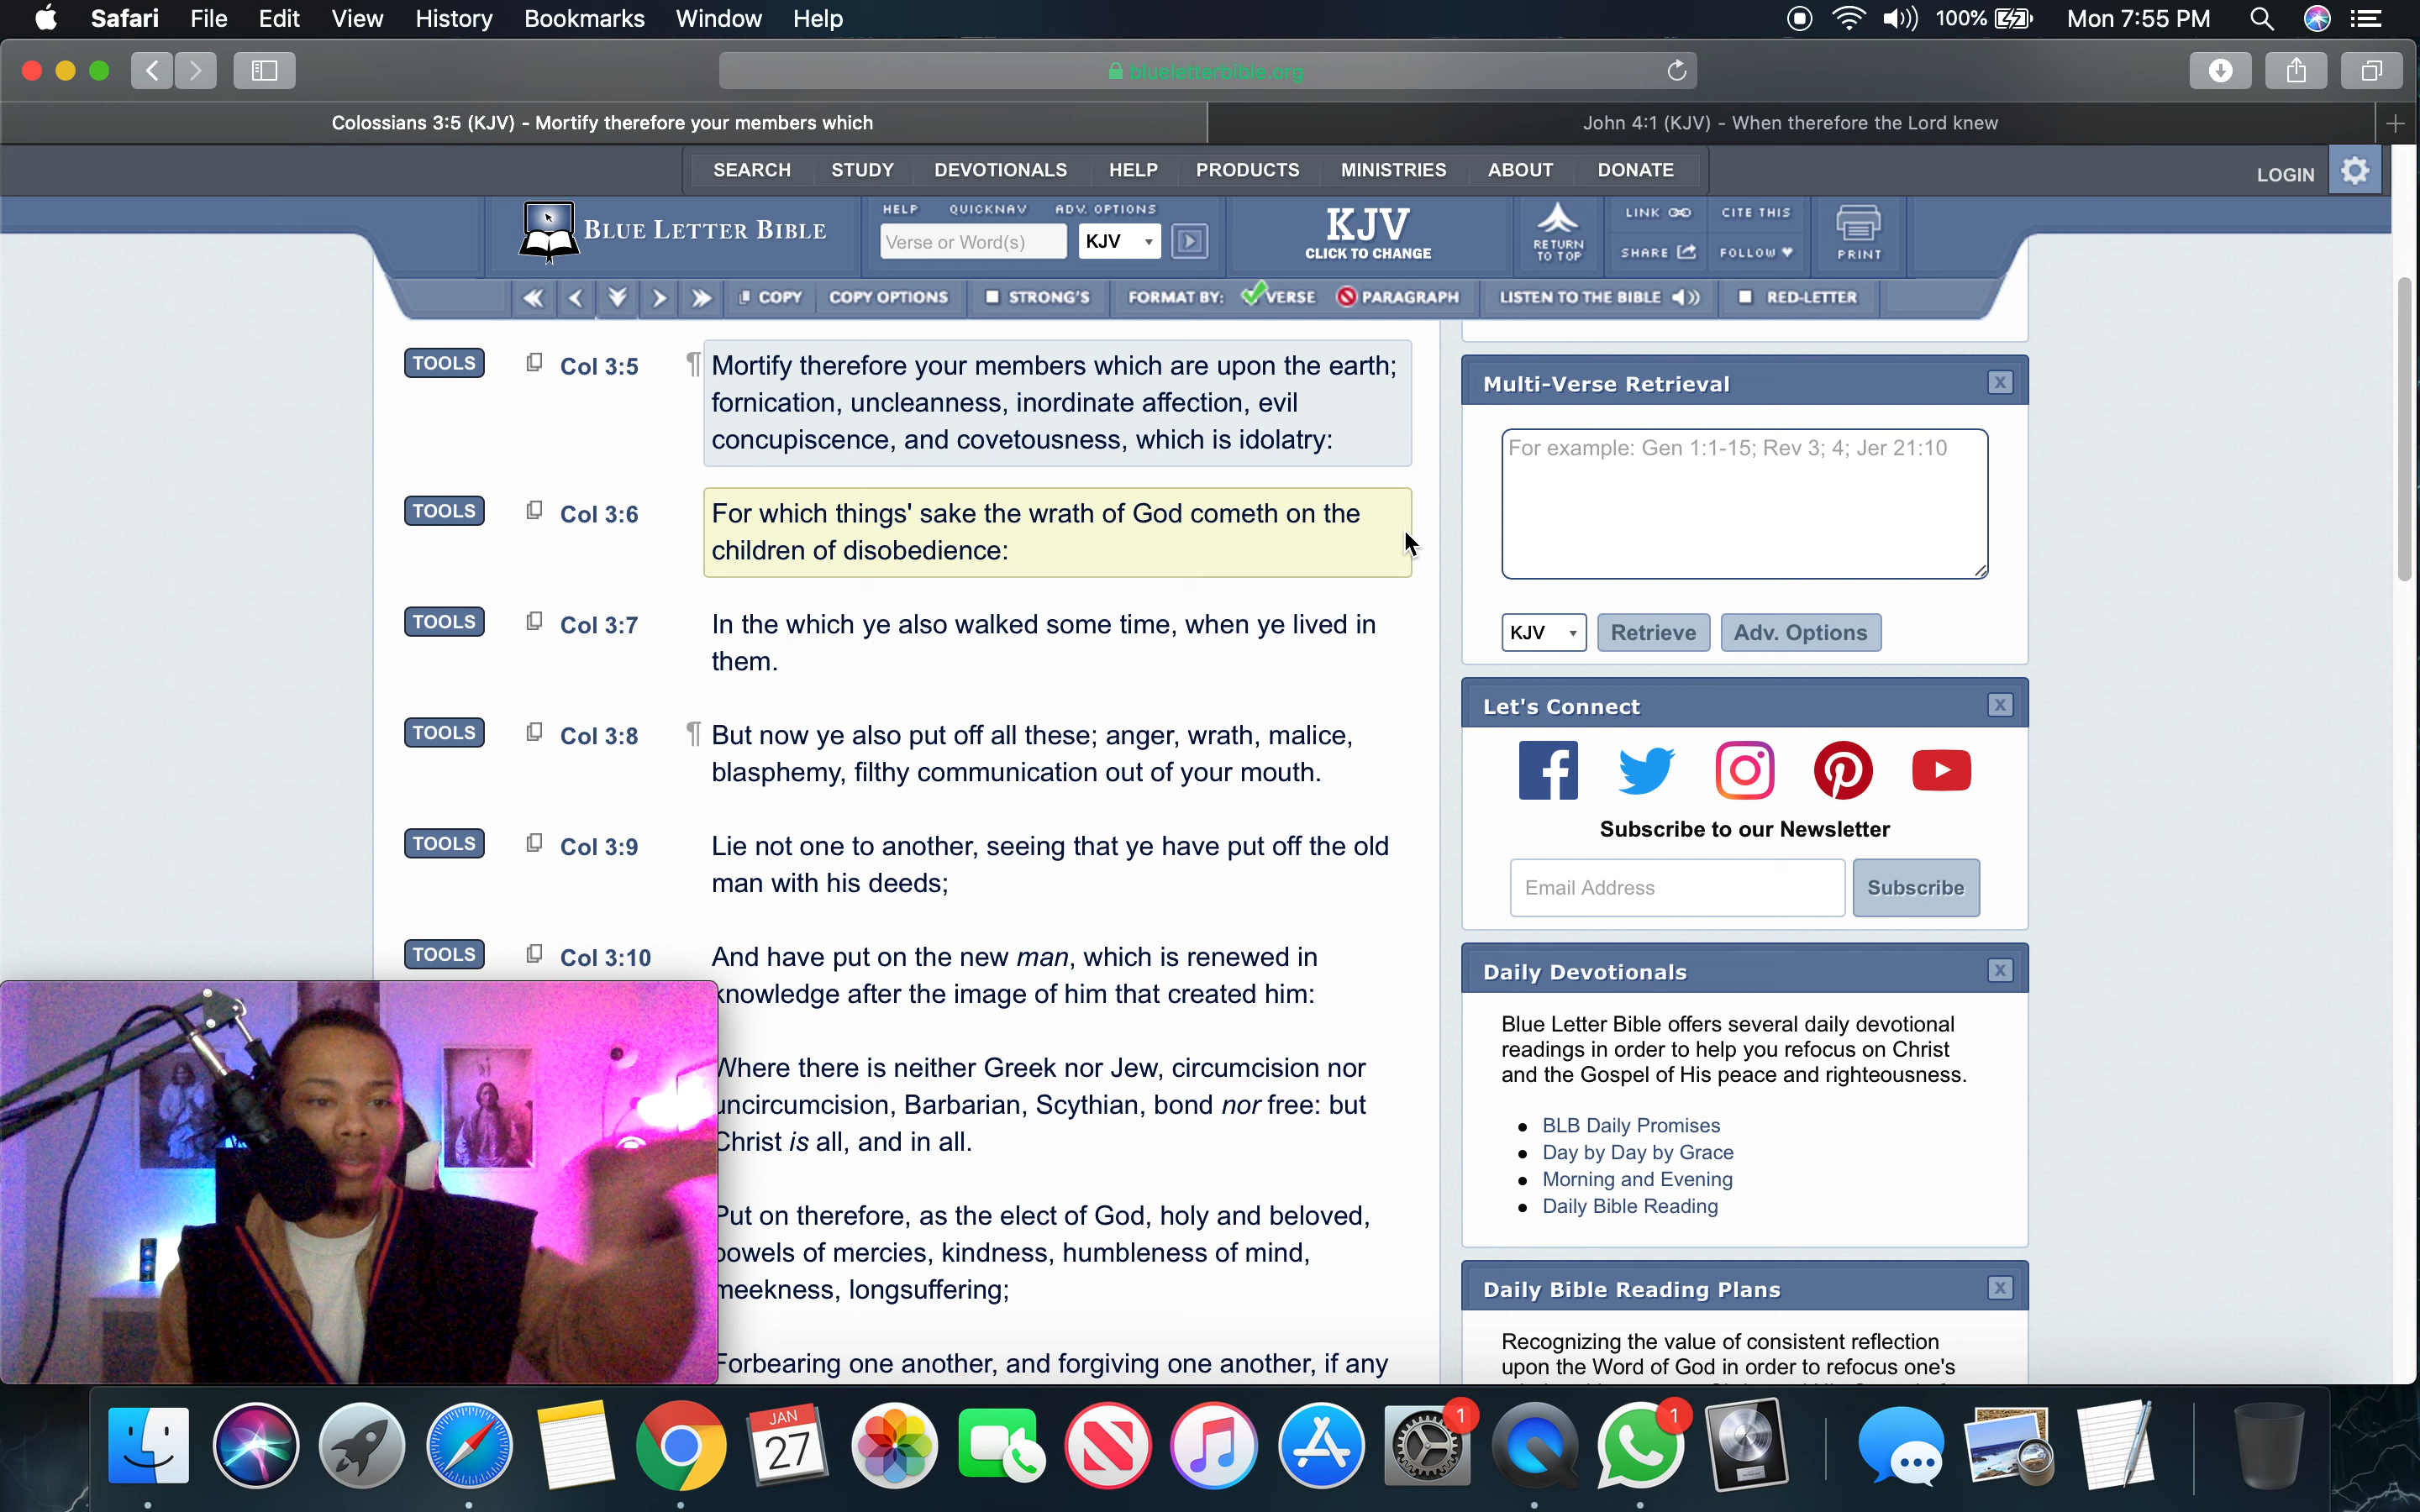 Safari File Edit View History Bookmarks Window Help 100% Mon 7:55 PM
blueletterbible.org
Colossians 3:5 (KJV) - Mortify therefore your members which
John 4:1 (KJV) - When therefore the Lord knew
SEARCH STUDY DEVOTIONALS HELP PRODUCTS MINISTRIES ABOUT DONATE
LOGIN
BLUE LETTER BIBLE
HELP QUICKNAV ADV. OPTIONS
Verse or Word(s) KJV
KJV
CLICK TO CHANGE
RETURN
TO TOP
LINK CITE THIS
SHARE FOLLOW
PRINT
COPY COPY OPTIONS STRONG'S FORMAT BY: VERSE PARAGRAPH LISTEN TO THE BIBLE RED-LETTER
TOOLS Col 3:5 ¶ Mortify therefore your members which are upon the earth;
fornication, uncleanness, inordinate affection, evil
concupiscence, and covetousness, which is idolatry:
TOOLS Col 3:6 For which things' sake the wrath of God cometh on the
children of disobedience:
TOOLS Col 3:7 In the which ye also walked some time, when ye lived in
them.
TOOLS Col 3:8 ¶ But now ye also put off all these; anger, wrath, malice,
blasphemy, filthy communication out of your mouth.
TOOLS Col 3:9 Lie not one to another, seeing that ye have put off the old
man with his deeds;
TOOLS Col 3:10 And have put on the new man, which is renewed in
knowledge after the image of him that created him:
Where there is neither Greek nor Jew, circumcision nor
uncircumcision, Barbarian, Scythian, bond nor free: but
Christ is all, and in all.
Put on therefore, as the elect of God, holy and beloved,
bowels of mercies, kindness, humbleness of mind,
meekness, longsuffering;
Forbearing one another, and forgiving one another, if any
Multi-Verse Retrieval X
For example: Gen 1:1-15; Rev 3; 4; Jer 21:10
KJV Retrieve Adv. Options
Let's Connect X
Subscribe to our Newsletter
Email Address Subscribe
Daily Devotionals X
Blue Letter Bible offers several daily devotional
readings in order to help you refocus on Christ
and the Gospel of His peace and righteousness.
BLB Daily Promises
Day by Day by Grace
Morning and Evening
Daily Bible Reading
Daily Bible Reading Plans X
Recognizing the value of consistent reflection
upon the Word of God in order to refocus one's
JAN
27
1
1